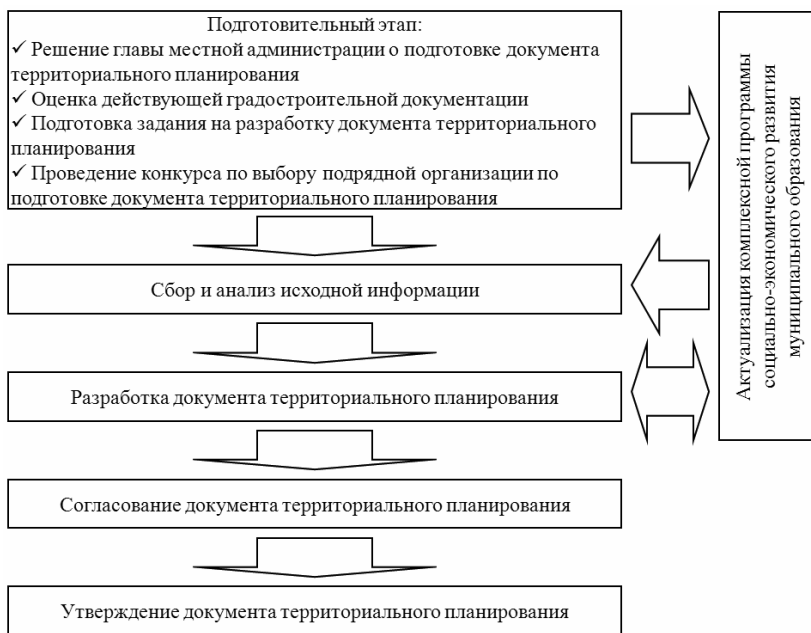 Подготовительный этап:
✓ Решение главы местной администрации о подготовке документа
территориального планирования
✓ Оценка действующей градостроительной документации
✓ Подготовка задания на разработку документа территориального
планирования
✓ Проведение конкурса по выбору подрядной организации по
подготовке документа территориального планирования
Сбор и анализ исходной информации
Разработка документа территориального планирования
Согласование документа территориального планирования
Утверждение документа территориального планирования
Актуализация комплексной программы
социально-экономического развития
муниципального образования